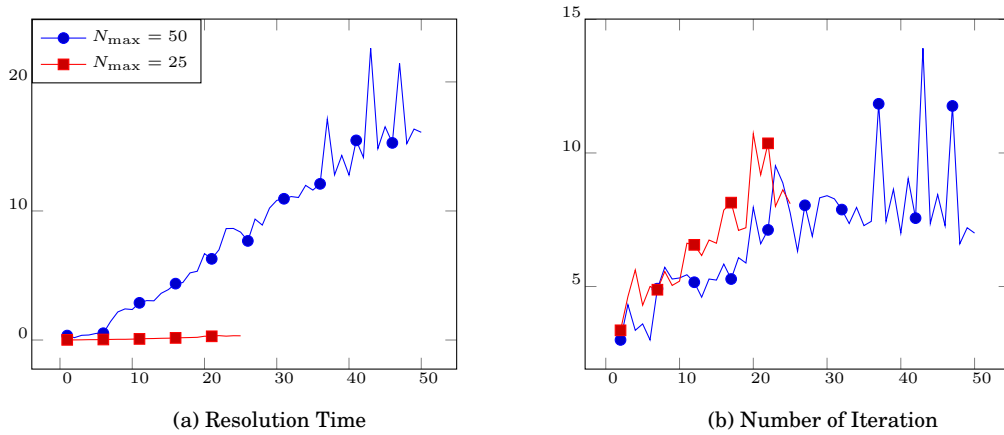 N_max = 50
N_max = 25
20
10
0
0 10 20 30 40 50
(a) Resolution Time
15
10
5
0 10 20 30 40 50
(b) Number of Iteration